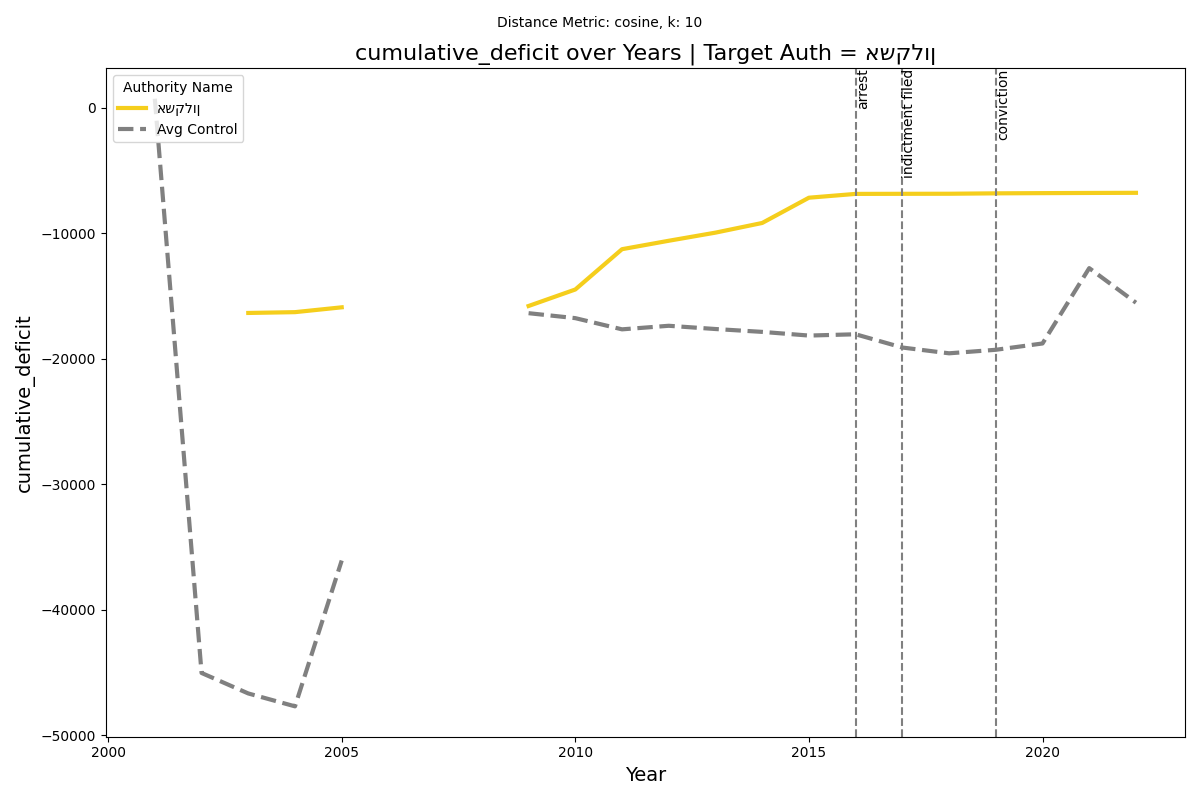 Distance Metric: cosine, k: 10
cumulative_deficit over Years | Target Auth = אשקלון
Authority Name
אשקלון
Avg Control
arrest
indictment filed
conviction
0
−10000
−20000
−30000
−40000
−50000
cumulative_deficit
2000
2005
2010
2015
2020
Year